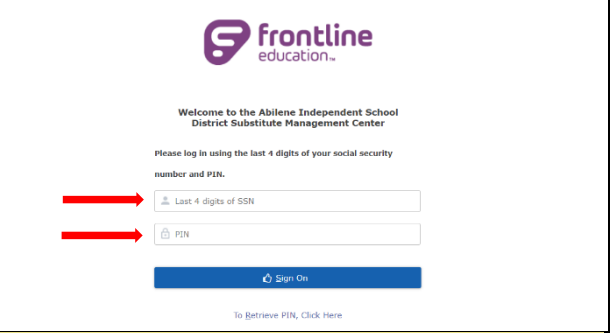 frontline
education™
Welcome to the Abilene Independent School
District Substitute Management Center
Please log in using the last 4 digits of your social security
number and PIN.
Last 4 digits of SSN
PIN
Sign On
To Retrieve PIN, Click Here